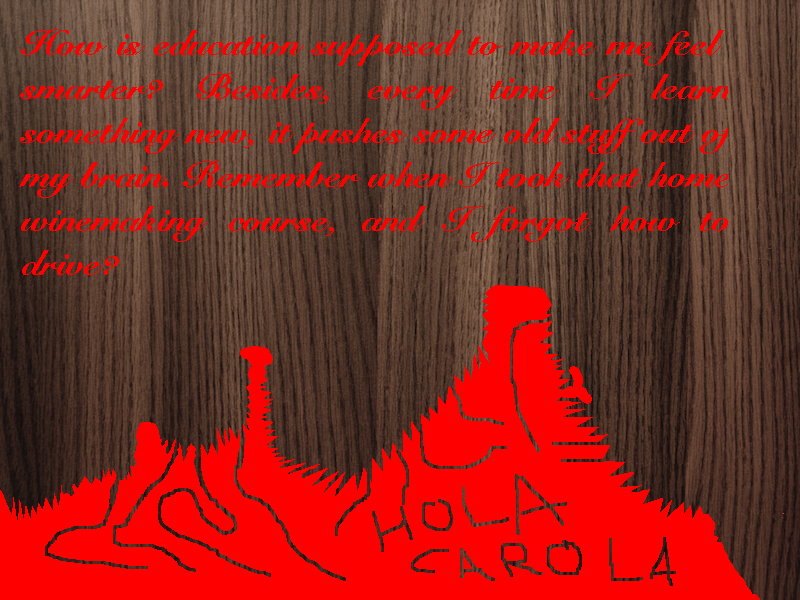 How is education supposed to make me feel
smarter? Besides, every time I learn
something new, it pushes some old stuff out of
my brain. Remember when I took that home
winemaking course, and I forgot how to
drive?
HOLA
CAROLA